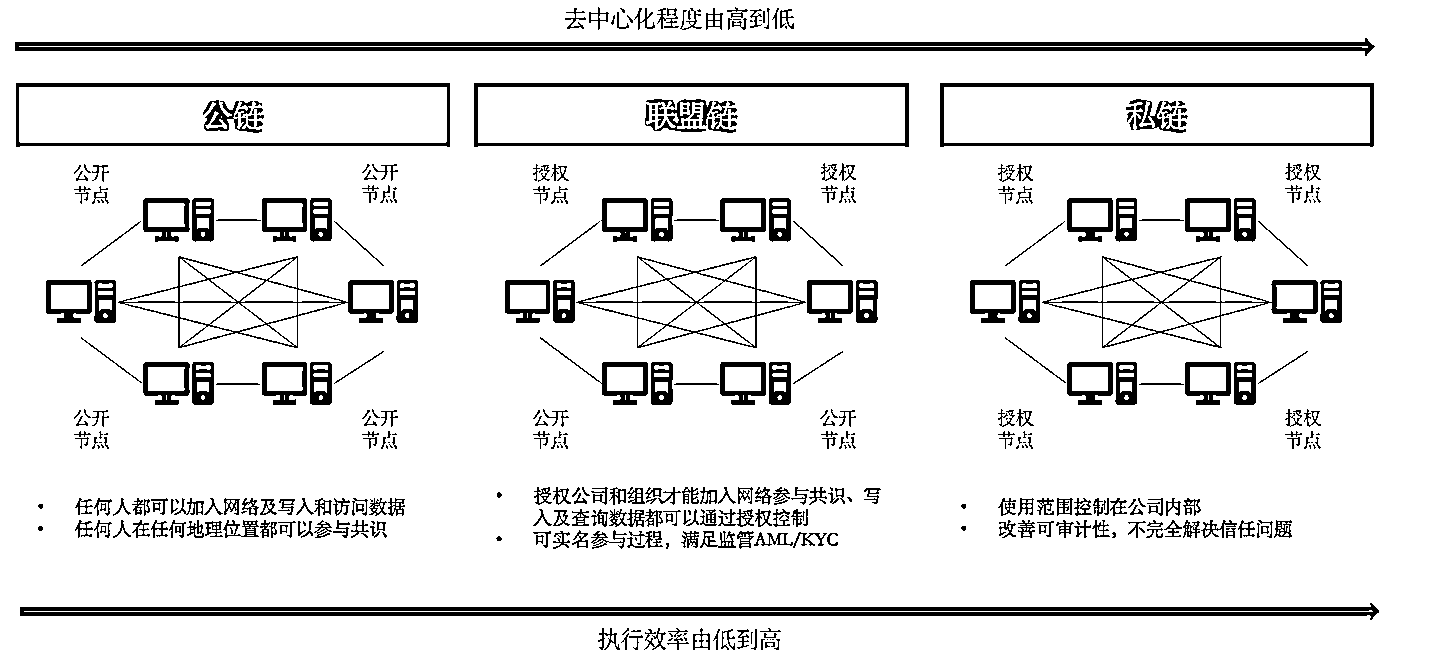 去中心化程度由高到低
公链
联盟链
私链
公开
节点
公开
节点
授权
节点
授权
节点
授权
节点
授权
节点
公开
节点
公开
节点
公开
节点
公开
节点
授权
节点
授权
节点
• 任何人都可以加入网络及写入和访问数据
• 任何人在任何地理位置都可以参与共识
• 授权公司和组织才能加入网络参与共识、写
入及查询数据都可以通过授权控制
• 可实名参与过程，满足监管AML/KYC
• 使用范围控制在公司内部
• 改善可审计性，不完全解决信任问题
执行效率由低到高